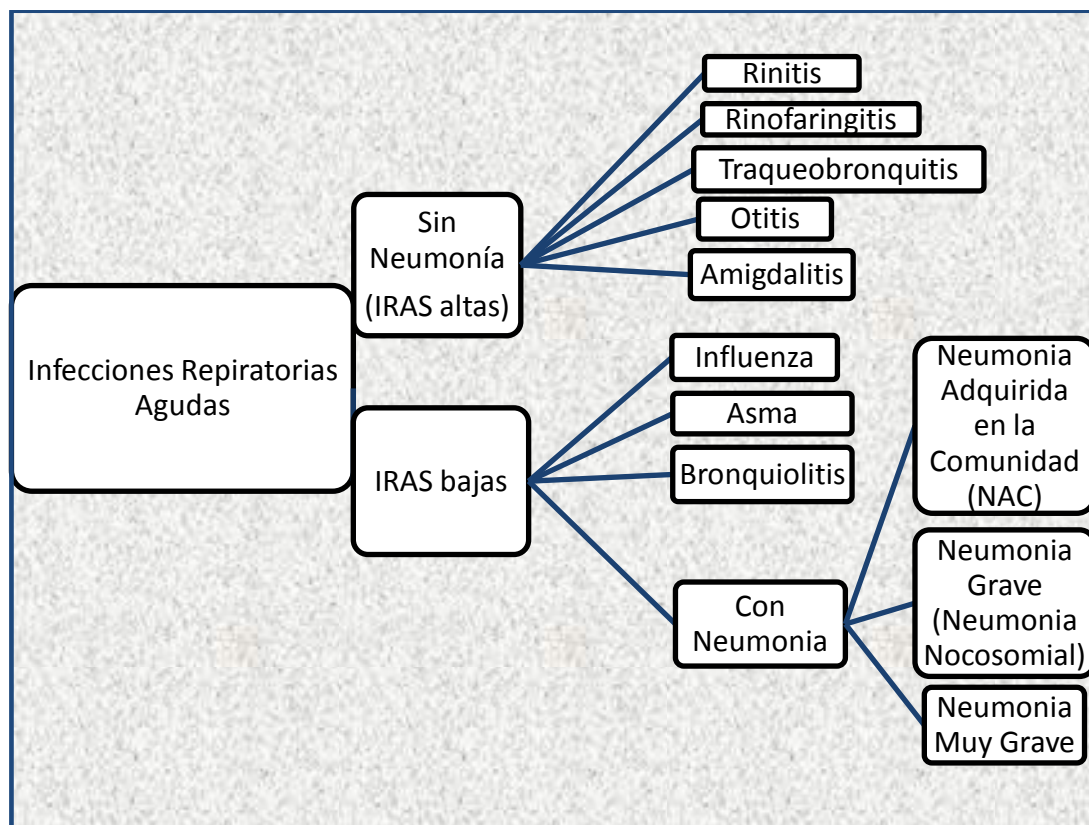 Infecciones Repiratorias
Agudas
Sin
Neumonía
(IRAS altas)
Rinitis
Rinofaringitis
Traqueobronquitis
Otitis
Amigdalitis
IRAS bajas
Influenza
Asma
Bronquiolitis
Con
Neumonia
Neumonia
Adquirida
en la
Comunidad
(NAC)
Neumonia
Grave
(Neumonia
Nocosomial)
Neumonia
Muy Grave